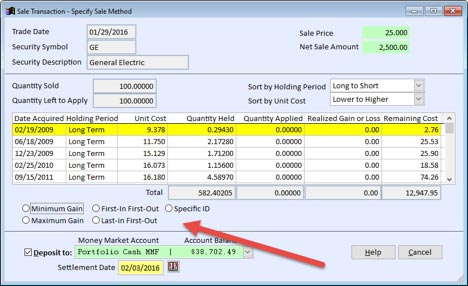 Sale Transaction - Specify Sale Method
Trade Date 01/29/2016 Sale Price 25.000
Security Symbol GE Net Sale Amount 2,500.00
Security Description General Electric
Quantity Sold 100.00000 Sort by Holding Period Long to Short
Quantity Left to Apply 100.00000 Sort by Unit Cost Lower to Higher
Date Acquired Holding Period Unit Cost Quantity Held Quantity Applied Realized Gain or Loss Remaining Cost
02/19/2009 Long Term 9.378 0.29430 0.00000 0.00 2.76
06/18/2009 Long Term 11.750 2.17280 0.00000 0.00 25.53
12/23/2009 Long Term 15.129 1.71200 0.00000 0.00 25.90
02/25/2010 Long Term 16.073 1.15600 0.00000 0.00 18.58
09/15/2011 Long Term 16.180 4.58970 0.00000 0.00 74.26
Total 582.40205 0.00000 0.00 12,947.95
Minimum Gain First-In First-Out Specific ID
Maximum Gain Last-in First-Out
Money Market Account Account Balance
Deposit to: Portfolio Cash MMF | $38,702.49 Help Cancel
Settlement Date 02/03/2016